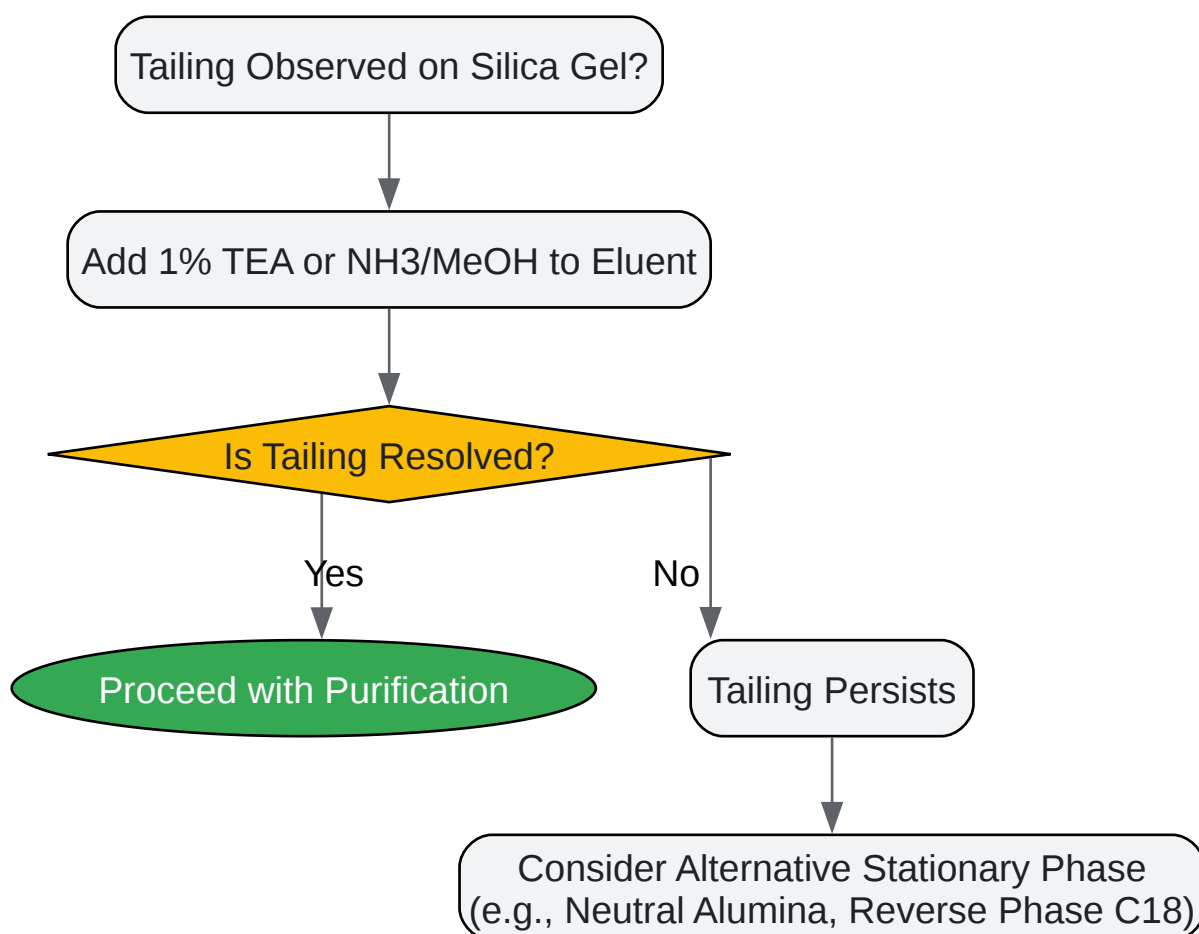 Tailing Observed on Silica Gel?
Add 1% TEA or NH3/MeOH to Eluent
Is Tailing Resolved?
Yes
No
Proceed with Purification
Tailing Persists
Consider Alternative Stationary Phase
(e.g., Neutral Alumina, Reverse Phase C18)